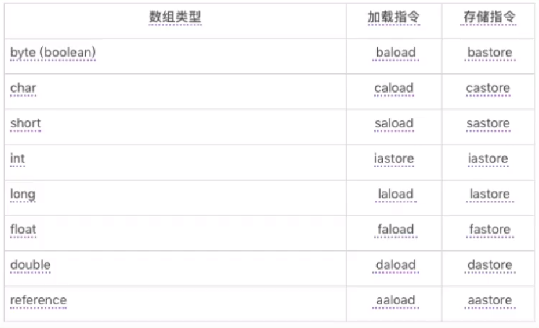 数组类型 加载指令 存储指令
byte (boolean) baload bastore
char caload castore
short saload sastore
int iastore iastore
long laload lastore
float faload fastore
double daload dastore
reference aaload aastore